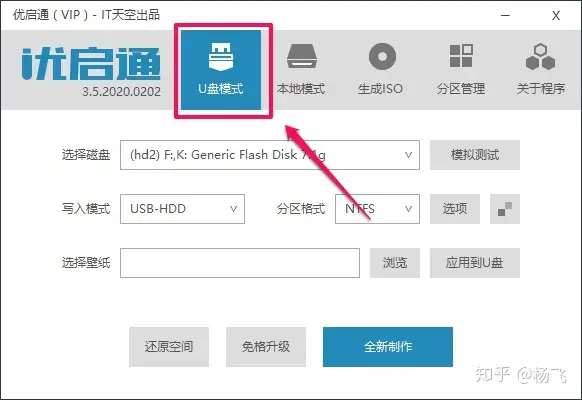 优启通（VIP）- IT天空出品
优启通
3.5.2020.0202
U盘模式
本地模式
生成ISO
分区管理
关于程序
选择磁盘
(hd2) F:,K: Generic Flash Disk 7
g
模拟测试
写入模式
USB-HDD
分区格式
NTFS
选项
选择壁纸
浏览
应用到U盘
还原空间
免格升级
全新制作
知乎 @杨飞